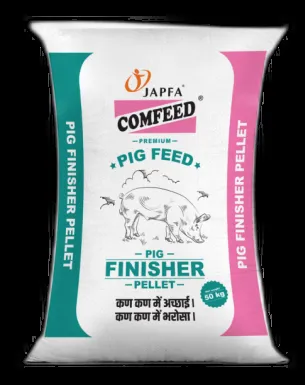 JAPFA®
COMFEED®
PREMIUM
PIG FEED
PIG
FINISHER
PELLET
50 kg
कण कण में अच्छाई।
कण कण में भरोसा।
PIG FINISHER PELLET
PIG FINISHER PELLET